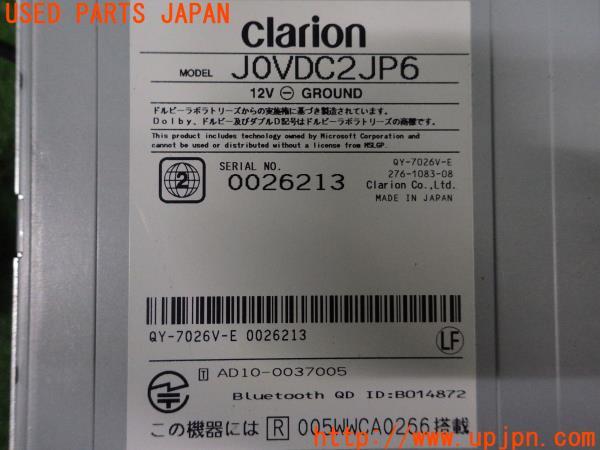 USED PARTS JAPAN
clarion
MODEL J0VDC2JP6
12V ⊖ GROUND
ドルビーラボラトリーズからの実施権に基づき製造されています。
Dolby、ドルビー及びダブルD記号はドルビーラボラトリーズの商標です。
This product includes technology owned by Microsoft Corporation and
cannot be used or distributed without a license from MSLGP.
2
SERIAL NO.
0026213
QY-7026V-E
276-1083-08
Clarion Co.,Ltd.
MADE IN JAPAN
QY-7026V-E 0026213
LF
T AD10-0037005
Bluetooth QD ID:B014872
この機器には R 005WWCA0266 搭載
http://www.upjpn.com/